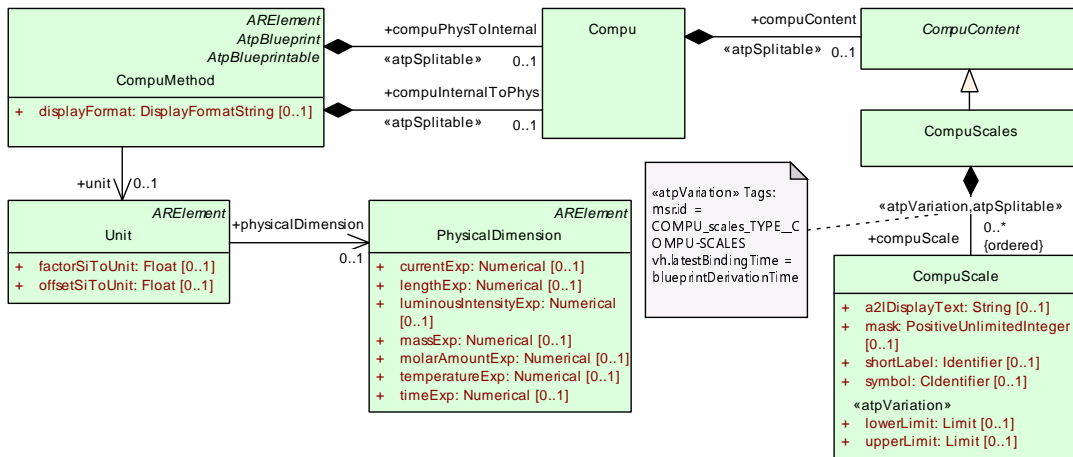 ARElement
AtpBlueprint
AtpBlueprintable
CompuMethod
+ displayFormat: DisplayFormatString [0..1]
+compuPhysToInternal
«atpSplitable»
0..1
+compuInternalToPhys
«atpSplitable»
0..1
Compu
+compuContent
«atpSplitable»
0..1
CompuContent
CompuScales
+unit
0..1
ARElement
Unit
+ factorSiToUnit: Float [0..1]
+ offsetSiToUnit: Float [0..1]
+physicalDimension
0..1
ARElement
PhysicalDimension
+ currentExp: Numerical [0..1]
+ lengthExp: Numerical [0..1]
+ luminousIntensityExp: Numerical
[0..1]
+ massExp: Numerical [0..1]
+ molarAmountExp: Numerical [0..1]
+ temperatureExp: Numerical [0..1]
+ timeExp: Numerical [0..1]
«atpVariation» Tags:
msr.id =
COMPU_scales_TYPE__C
OMPU-SCALES
vh.latestBindingTime =
blueprintDerivationTime
«atpVariation,atpSplitable»
+compuScale
0..*
{ordered}
CompuScale
+ a2lDisplayText: String [0..1]
+ mask: PositiveUnlimitedInteger
[0..1]
+ shortLabel: Identifier [0..1]
+ symbol: CIdentifier [0..1]
«atpVariation»
+ lowerLimit: Limit [0..1]
+ upperLimit: Limit [0..1]